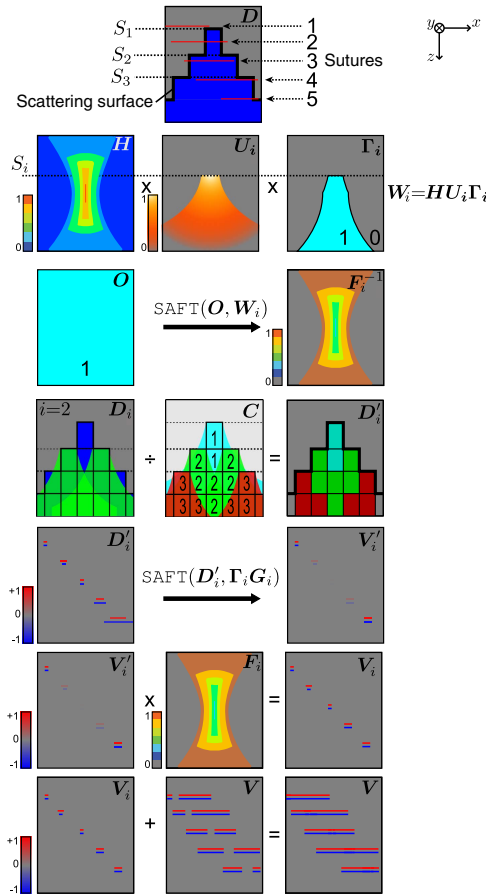 D
S₁
1
2
S₂
3 Sutures
S₃
4
Scattering surface
5
y x
z
H Uᵢ Γᵢ
Sᵢ
x x
Wᵢ=HUᵢΓᵢ
1
0
1
0
1 0
O Fᵢ⁻¹
SAFT(O, Wᵢ)
1
1
0
i=2 Dᵢ C D′ᵢ
÷ =
1
2 1 2
3 2 2 2 3
3 3 2 2 2 3 3
D′ᵢ V′ᵢ
SAFT(D′ᵢ, ΓᵢGᵢ)
+1
0
-1
V′ᵢ Fᵢ Vᵢ
x =
+1
0
-1
1
0
Vᵢ V V
+ =
+1
0
-1